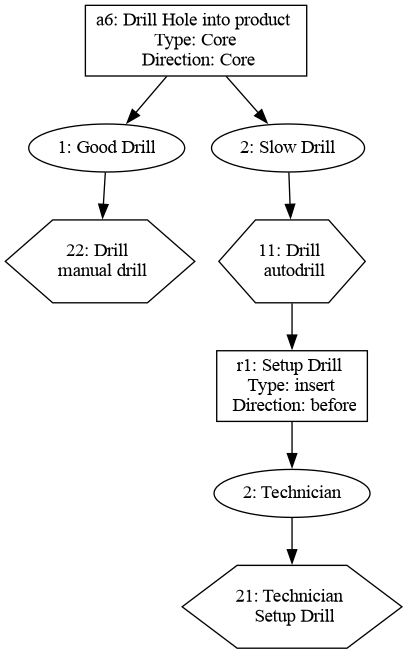 a6: Drill Hole into product
Type: Core
Direction: Core
1: Good Drill
2: Slow Drill
22: Drill
manual drill
11: Drill
autodrill
r1: Setup Drill
Type: insert
Direction: before
2: Technician
21: Technician
Setup Drill